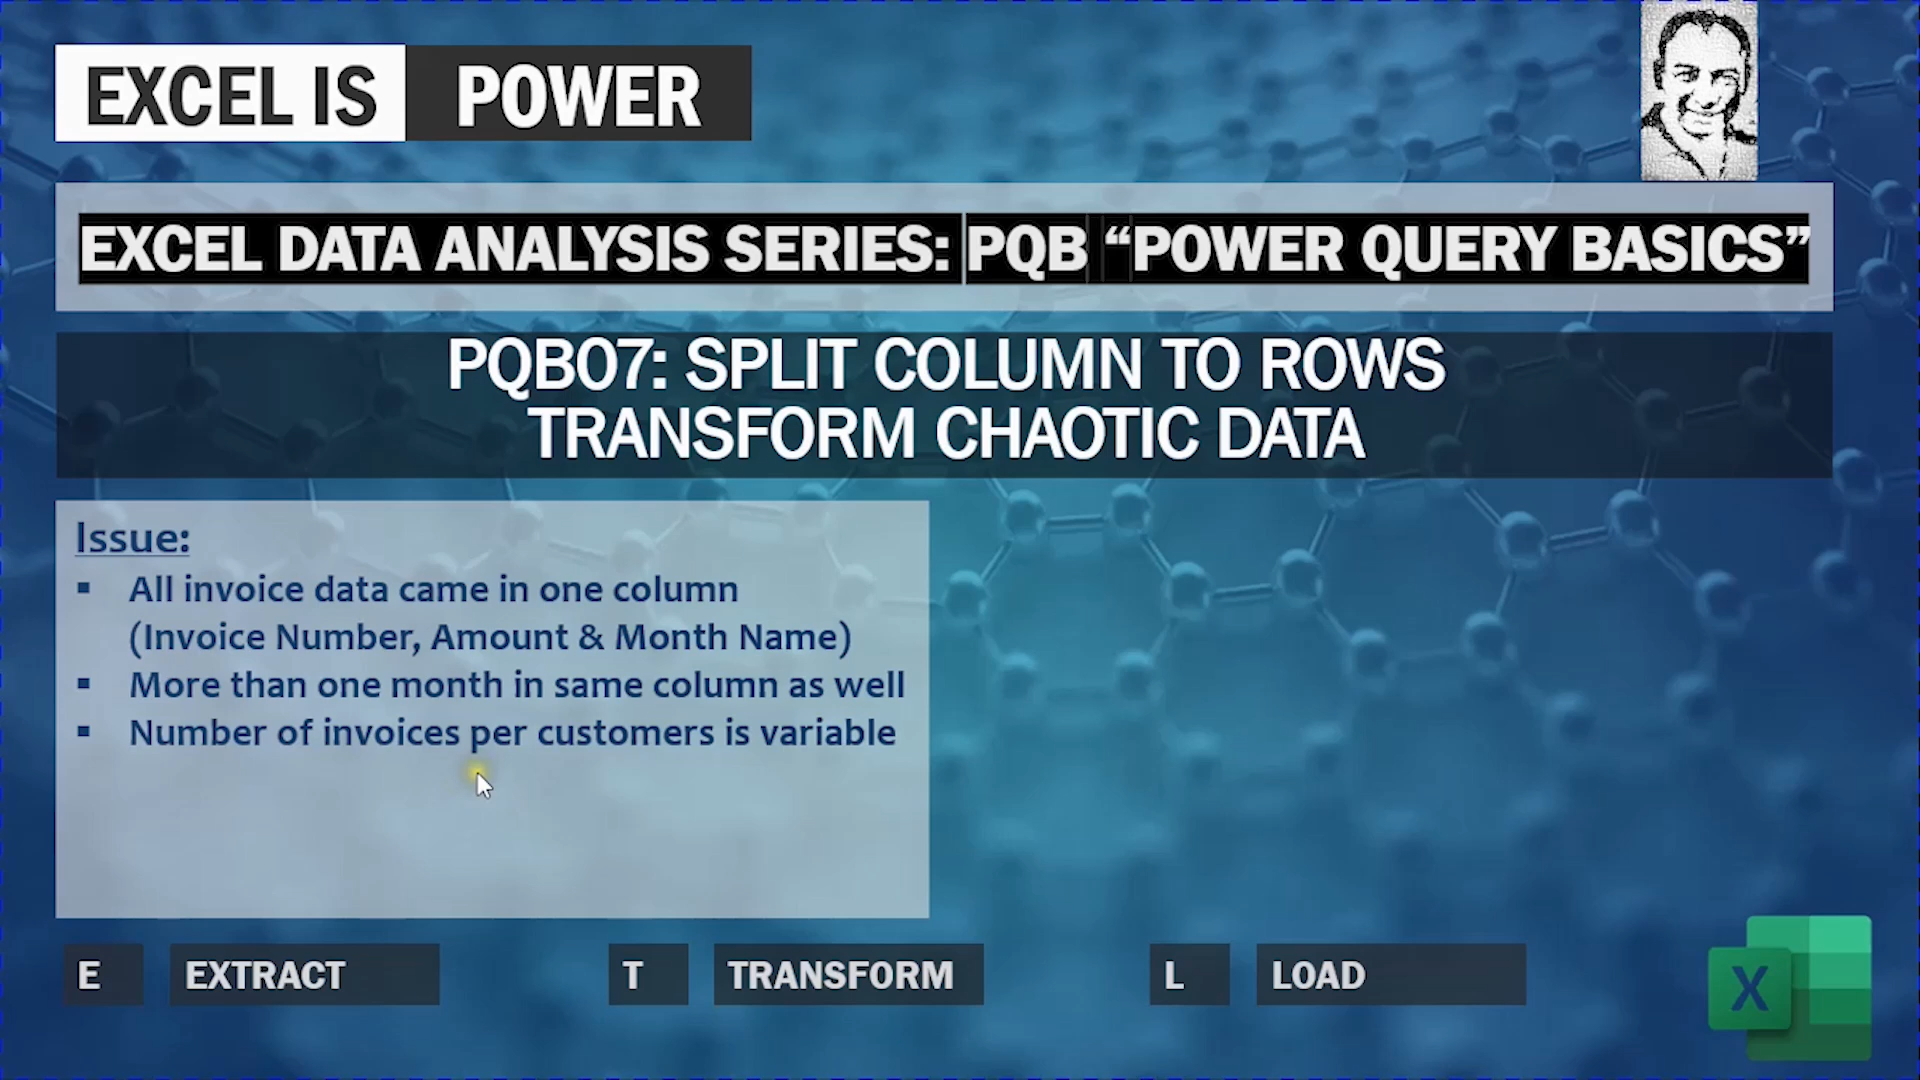 EXCEL IS POWER
EXCEL DATA ANALYSIS SERIES: PQB “POWER QUERY BASICS”
PQB07: SPLIT COLUMN TO ROWS
TRANSFORM CHAOTIC DATA
Issue:
▪ All invoice data came in one column
(Invoice Number, Amount & Month Name)
▪ More than one month in same column as well
▪ Number of invoices per customers is variable
E EXTRACT T TRANSFORM L LOAD
X